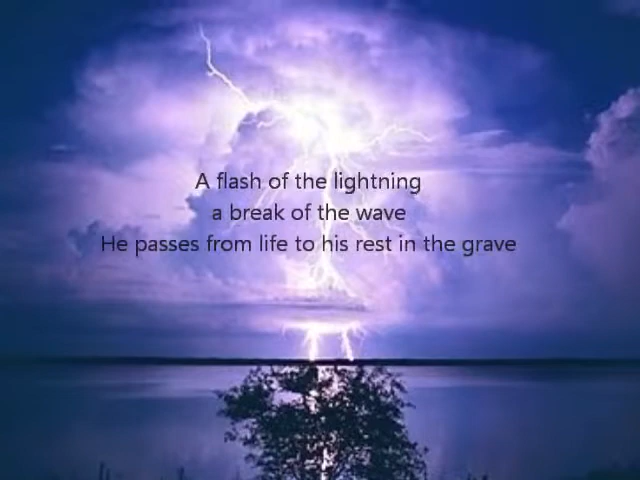 A flash of the lightning
a break of the wave
He passes from life to his rest in the grave